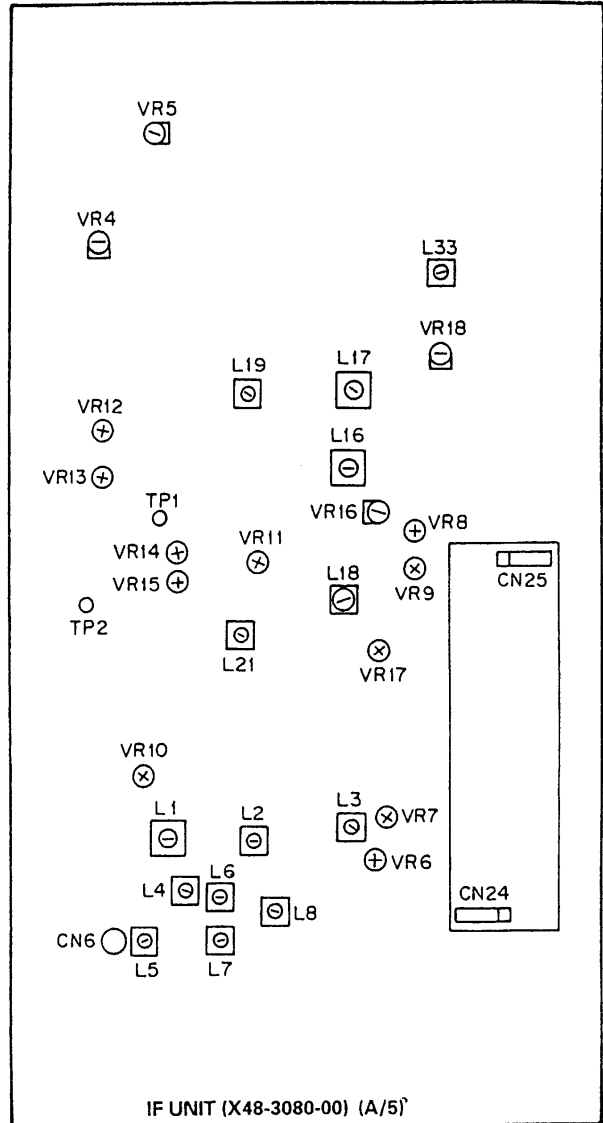 VR5
VR4
L33
VR18
L19
L17
VR12
L16
VR13
TP1
VR16
VR8
VR14
VR11
VR15
L18
VR9
CN25
TP2
L21
VR17
VR10
L1
L2
L3
VR7
VR6
L4
L6
L8
CN24
CN6
L5
L7
IF UNIT (X48-3080-00) (A/5)